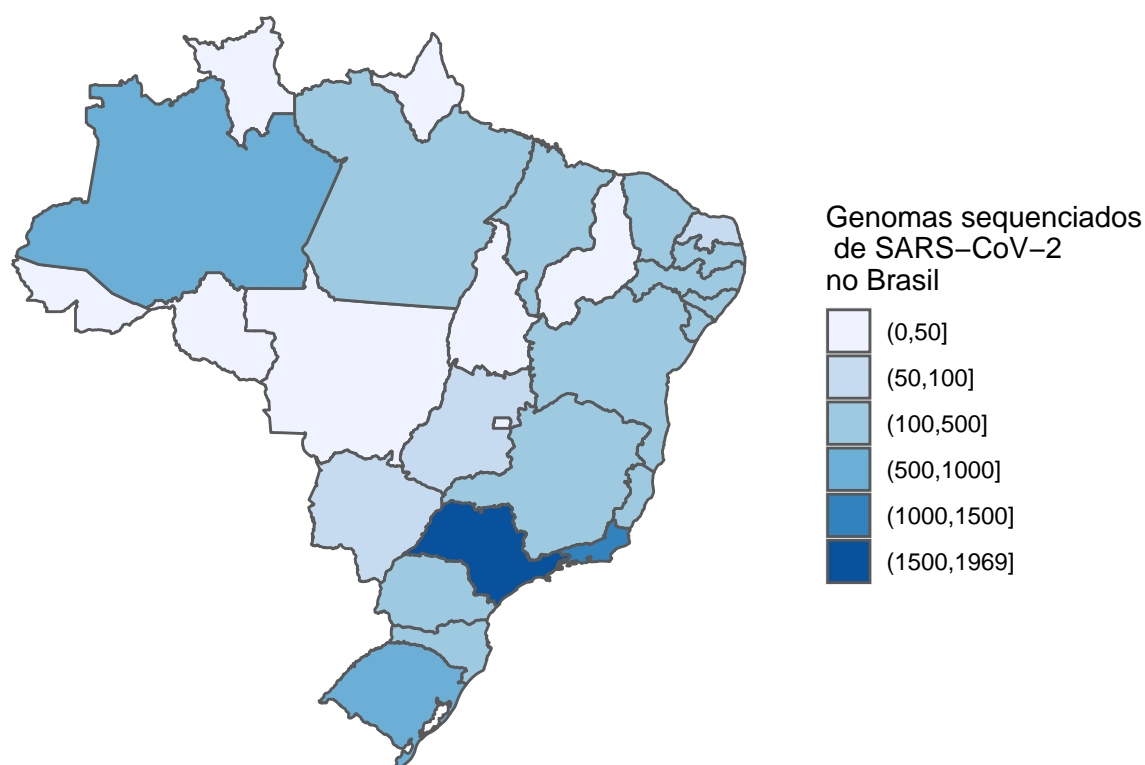 Genomas sequenciados
de SARS−CoV−2
no Brasil
(0,50]
(50,100]
(100,500]
(500,1000]
(1000,1500]
(1500,1969]